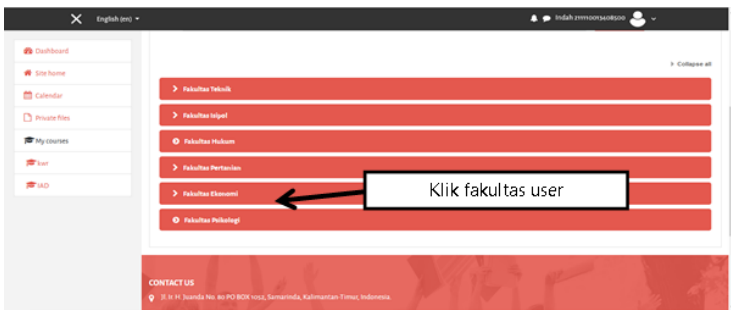 English (en)
Dashboard
Site home
Calendar
Private files
My courses
IAD
Collapse all
Fakultas Teknik
Fakultas Isipol
Fakultas Hukum
Fakultas Pertanian
Fakultas Ekonomi
Fakultas Psikologi
Klik fakultas user
CONTACT US
Jl. Ir. H. Juanda No. 80 PO BOX 1052, Samarinda, Kalimantan Timur, Indonesia.